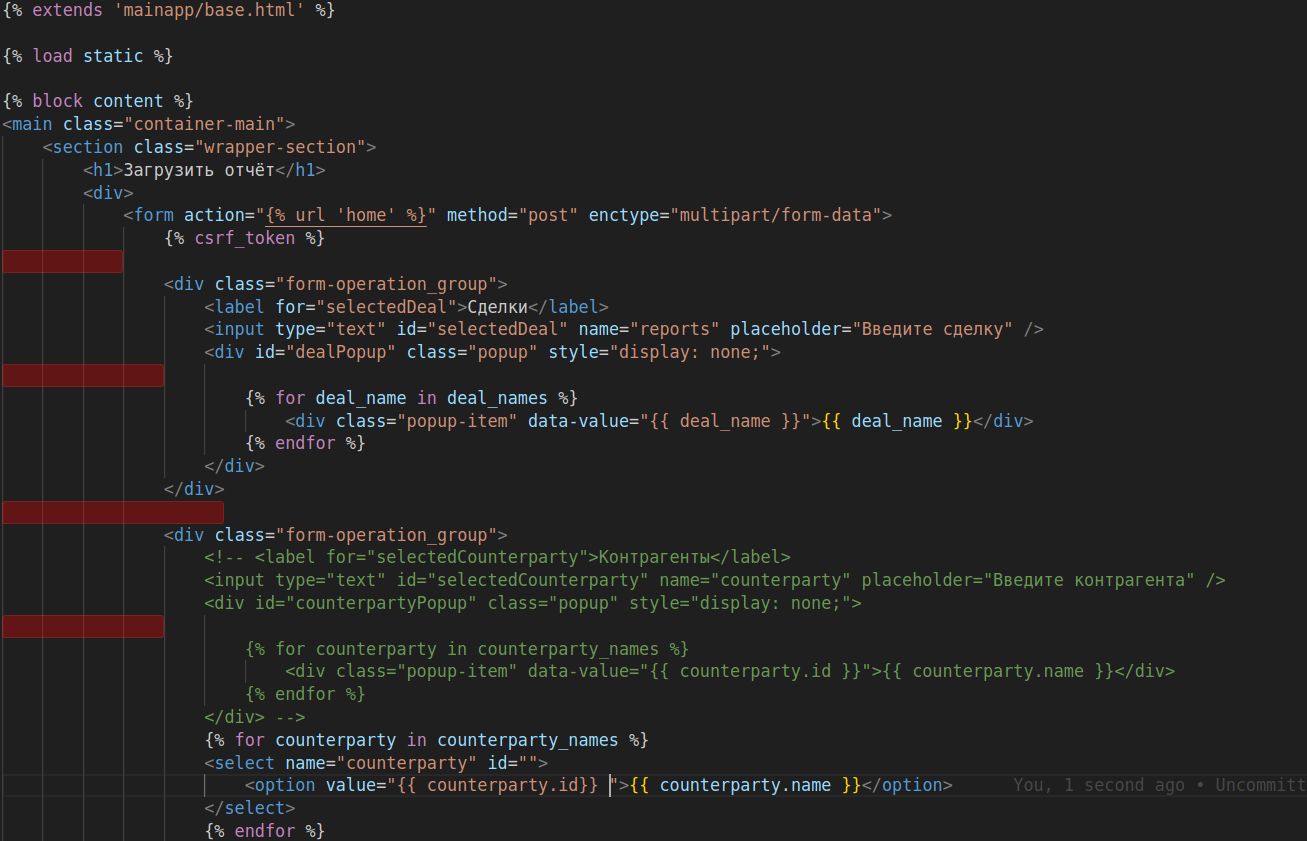 {% extends 'mainapp/base.html' %}
{% load static %}
{% block content %}
<main class="container-main">
<section class="wrapper-section">
<h1>Загрузить отчёт</h1>
<div>
<form action="{% url 'home' %}" method="post" enctype="multipart/form-data">
{% csrf_token %}
<div class="form-operation_group">
<label for="selectedDeal">Сделки</label>
<input type="text" id="selectedDeal" name="reports" placeholder="Введите сделку" />
<div id="dealPopup" class="popup" style="display: none;">
{% for deal_name in deal_names %}
<div class="popup-item" data-value="{{ deal_name }}">{{ deal_name }}</div>
{% endfor %}
</div>
</div>
<div class="form-operation_group">
<!-- <label for="selectedCounterparty">Контрагенты</label>
<input type="text" id="selectedCounterparty" name="counterparty" placeholder="Введите контрагента" />
<div id="counterpartyPopup" class="popup" style="display: none;">
{% for counterparty in counterparty_names %}
<div class="popup-item" data-value="{{ counterparty.id }}">{{ counterparty.name }}</div>
{% endfor %}
</div> -->
{% for counterparty in counterparty_names %}
<select name="counterparty" id="">
<option value="{{ counterparty.id}} ">{{ counterparty.name }}</option> You, 1 second ago • Uncommitt
</select>
{% endfor %}